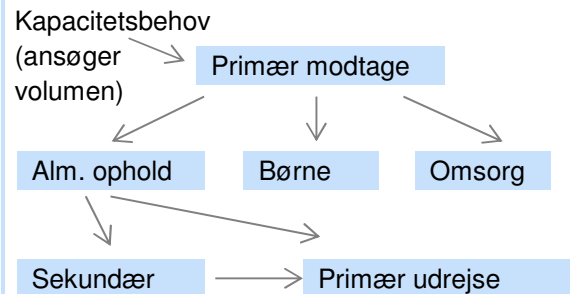 Kapacitetsbehov
(ansøger
volumen)
Primær modtage
Alm. ophold
Børne
Omsorg
Sekundær
Primær udrejse